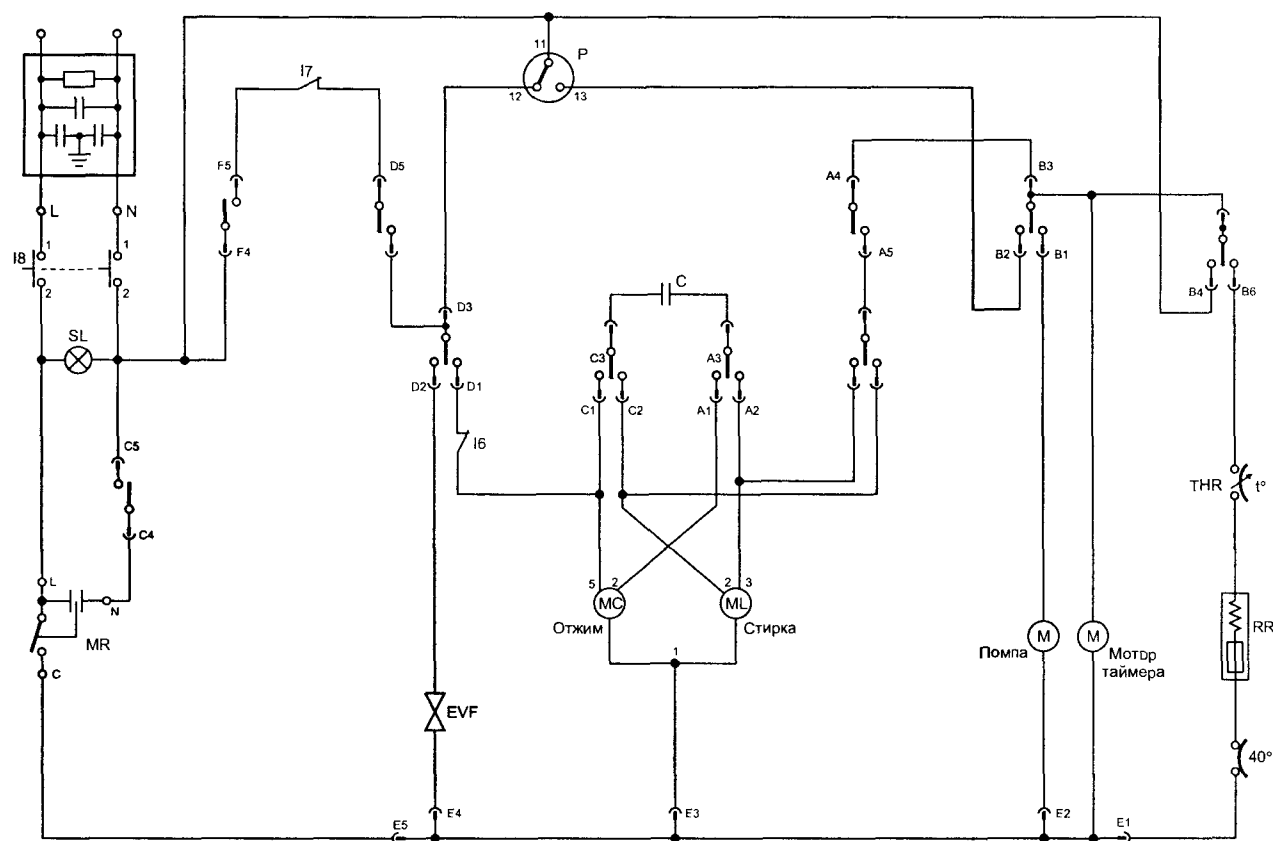 11
P
I7
12
13
F5
D5
A4
B3
L
N
1
1
I8
2
2
F4
A5
B2
B1
C
B4
B6
D3
SL
C3
A3
D2
D1
C1
C2
A1
A2
I6
C5
THR
t°
C4
L
N
5
2
2
3
MC
ML
MR
Отжим
Стирка
RR
M
M
Помпа
Мотор
таймера
1
C
EVF
40°
E4
E3
E2
E1
E5